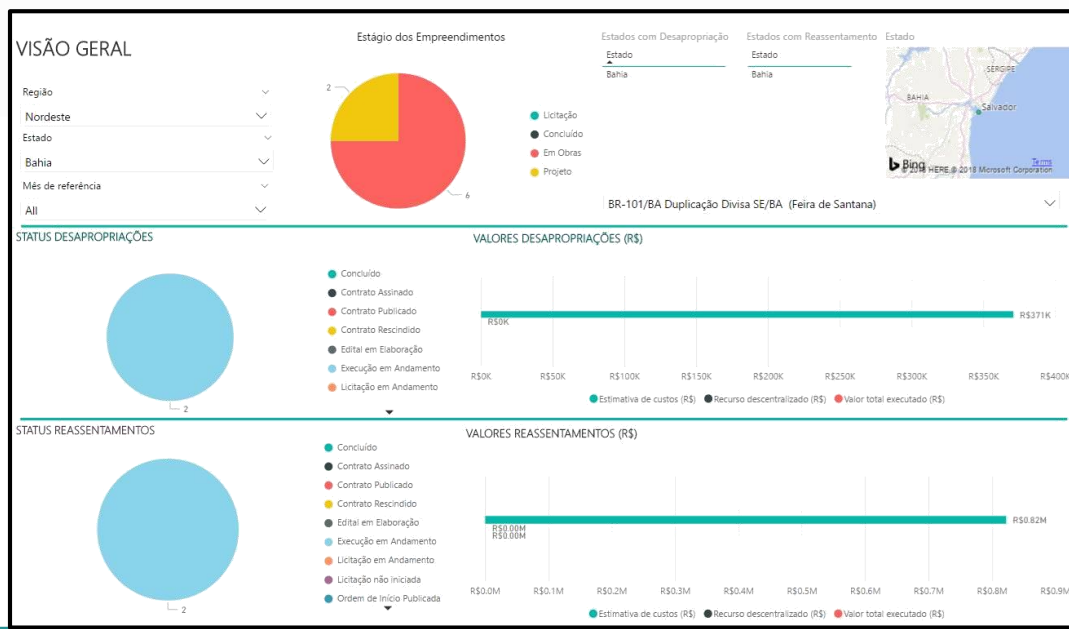 VISÃO GERAL
Região
Nordeste
Estado
Bahia
Mês de referência
All
Estágio dos Empreendimentos
2
6
Licitação
Concluído
Em Obras
Projeto
Estados com Desapropriação
Estado
Bahia
Estados com Reassentamento
Estado
Bahia
Estado
SERGIPE
BAHIA
Salvador
Bing
© 2018 HERE © 2018 Microsoft Corporation
Terms
BR-101/BA Duplicação Divisa SE/BA (Feira de Santana)
STATUS DESAPROPRIAÇÕES
2
Concluído
Contrato Assinado
Contrato Publicado
Contrato Rescindido
Edital em Elaboração
Execução em Andamento
Licitação em Andamento
VALORES DESAPROPRIAÇÕES (R$)
R$0K
R$371K
R$0K R$50K R$100K R$150K R$200K R$250K R$300K R$350K R$400K
Estimativa de custos (R$) Recurso descentralizado (R$) Valor total executado (R$)
STATUS REASSENTAMENTOS
2
Concluído
Contrato Assinado
Contrato Publicado
Contrato Rescindido
Edital em Elaboração
Execução em Andamento
Licitação em Andamento
Licitação não iniciada
Ordem de Início Publicada
VALORES REASSENTAMENTOS (R$)
R$0.82M
R$0.00M
R$0.00M
R$0.0M R$0.1M R$0.2M R$0.3M R$0.4M R$0.5M R$0.6M R$0.7M R$0.8M R$0.9M
Estimativa de custos (R$) Recurso descentralizado (R$) Valor total executado (R$)